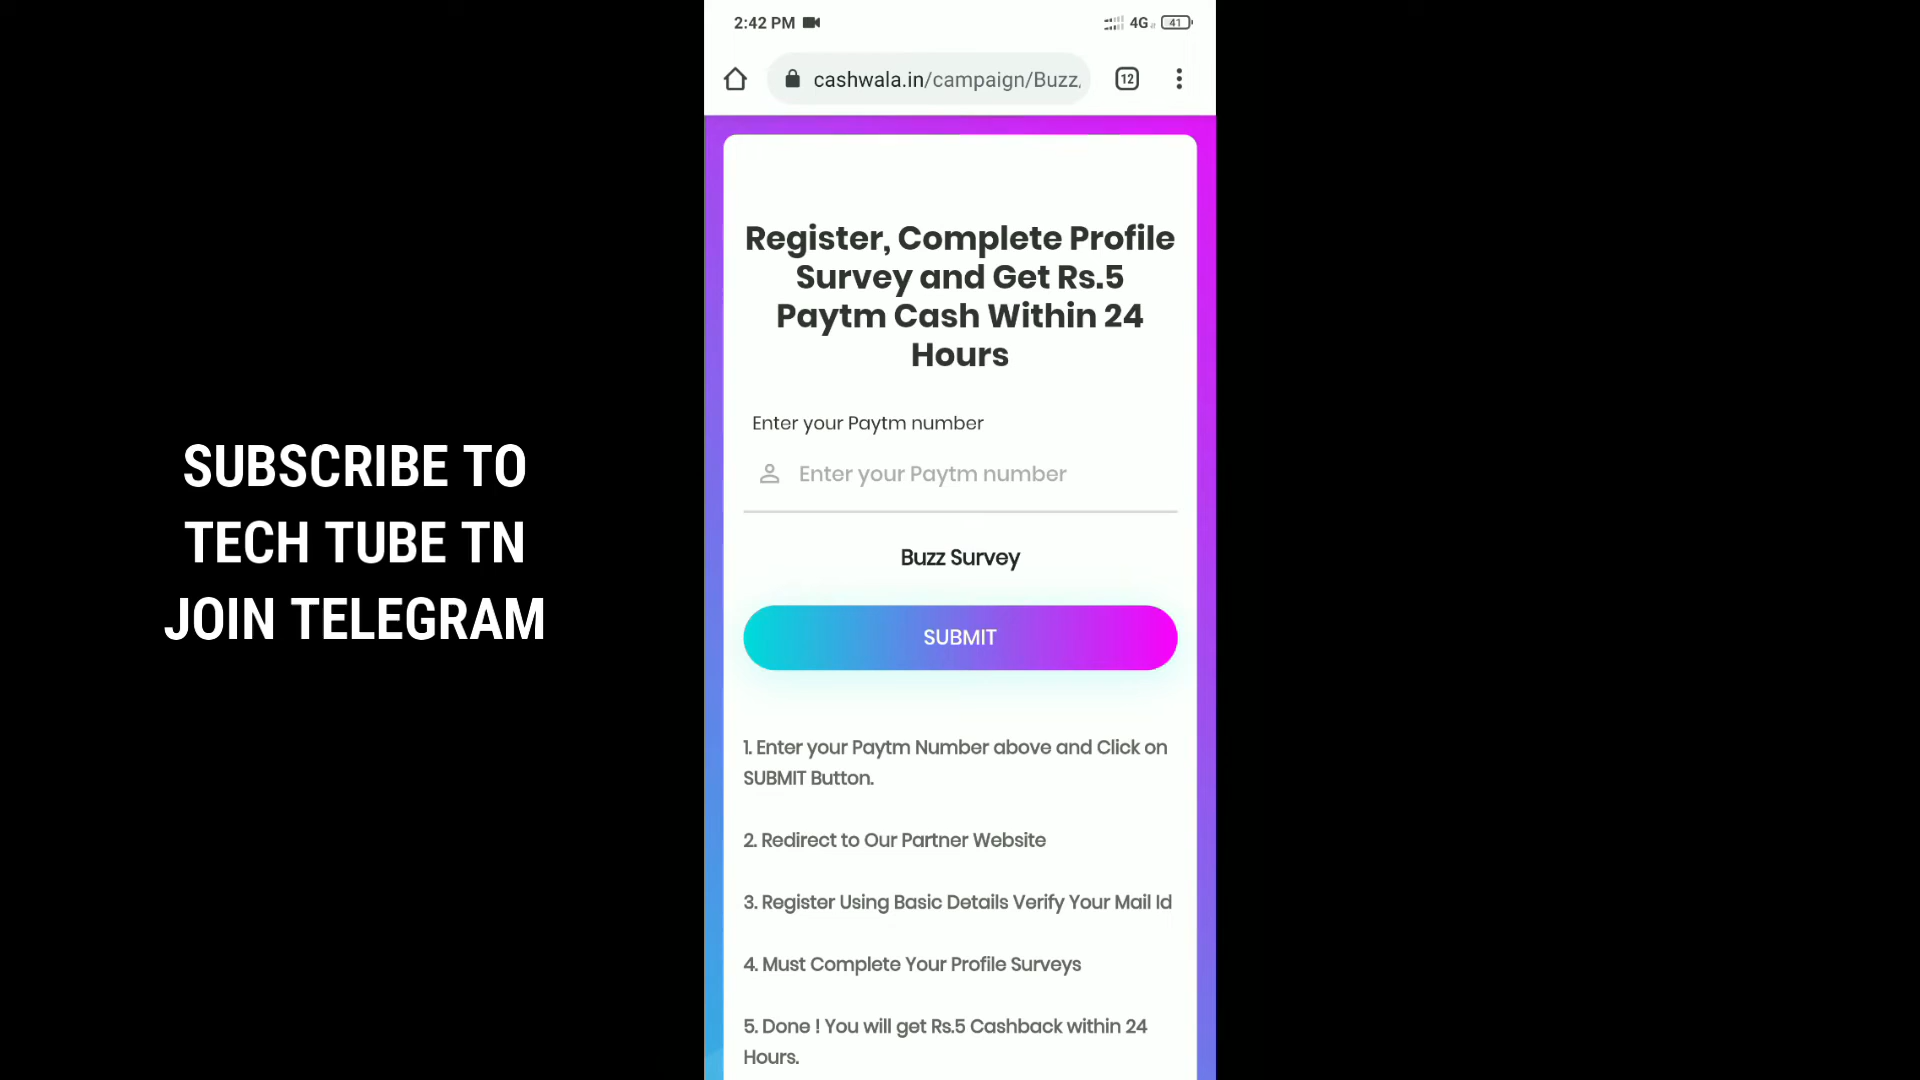 2:42 PM
4G
41
cashwala.in/campaign/Buzz
12
Register, Complete Profile
Survey and Get Rs.5
Paytm Cash Within 24
Hours
Enter your Paytm number
Enter your Paytm number
Buzz Survey
SUBMIT
1. Enter your Paytm Number above and Click on
SUBMIT Button.
2. Redirect to Our Partner Website
3. Register Using Basic Details Verify Your Mail Id
4. Must Complete Your Profile Surveys
5. Done ! You will get Rs.5 Cashback within 24
Hours.
SUBSCRIBE TO
TECH TUBE TN
JOIN TELEGRAM